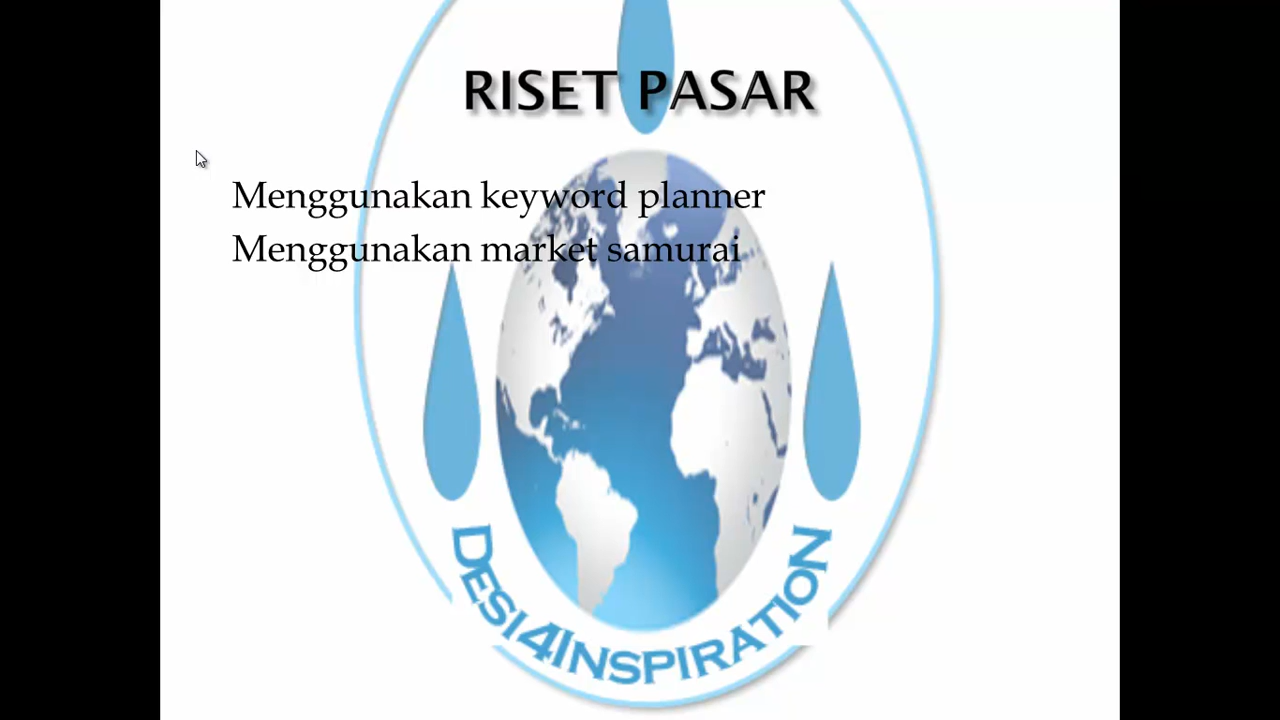 RISET PASAR
Menggunakan keyword planner
Menggunakan market samurai
DESI4INSPIRATION